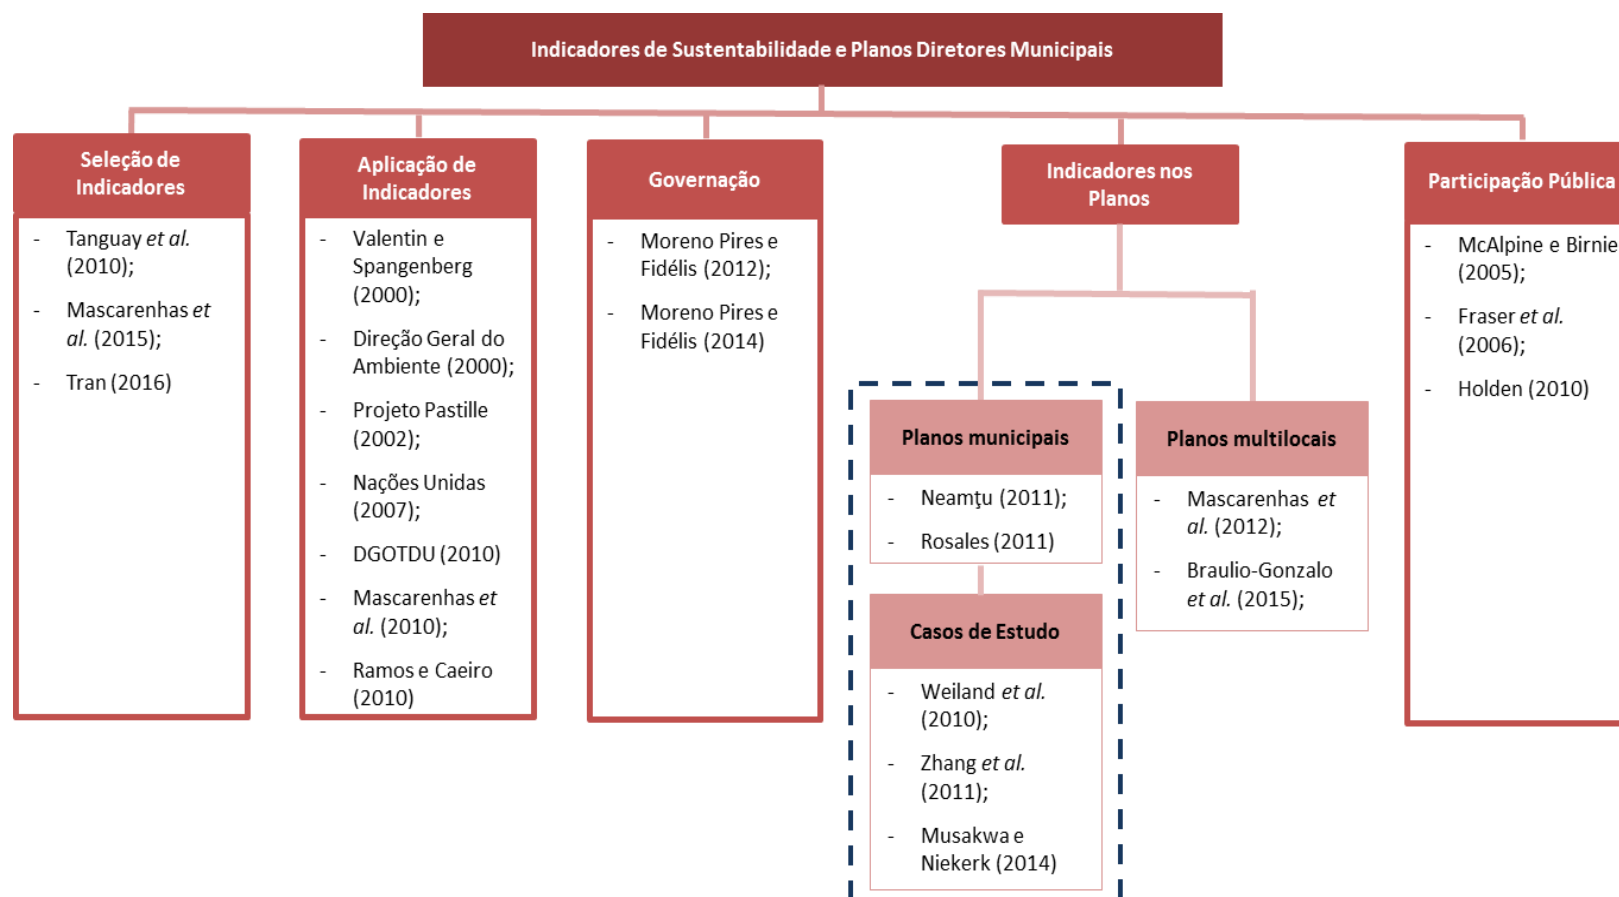 Indicadores de Sustentabilidade e Planos Diretores Municipais
Seleção de
Indicadores
- Tanguay et al.
(2010);
- Mascarenhas et
al. (2015);
- Tran (2016)
Aplicação de
Indicadores
- Valentin e
Spangenberg
(2000);
- Direção Geral do
Ambiente (2000);
- Projeto Pastille
(2002);
- Nações Unidas
(2007);
- DGOTDU (2010)
- Mascarenhas et
al. (2010);
- Ramos e Caeiro
(2010)
Governação
- Moreno Pires e
Fidélis (2012);
- Moreno Pires e
Fidélis (2014)
Indicadores nos
Planos
Planos municipais
- Neamţu (2011);
- Rosales (2011)
Casos de Estudo
- Weiland et al.
(2010);
- Zhang et al.
(2011);
- Musakwa e
Niekerk (2014)
Planos multilocais
- Mascarenhas et
al. (2012);
- Braulio-Gonzalo
et al. (2015);
Participação Pública
- McAlpine e Birnie
(2005);
- Fraser et al.
(2006);
- Holden (2010)